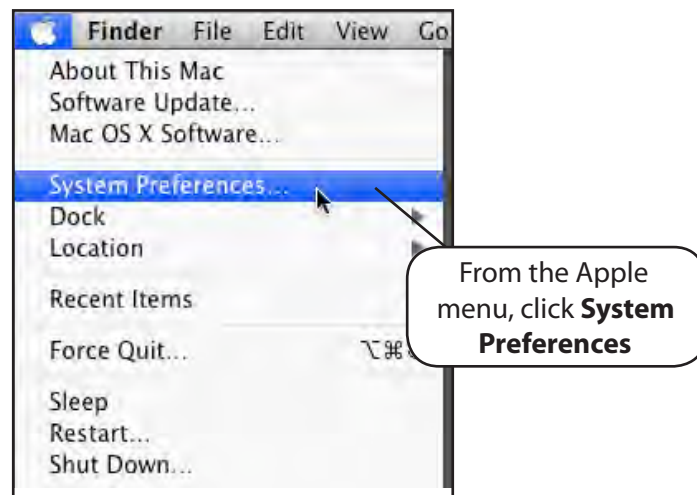 Finder File Edit View Go
About This Mac
Software Update...
Mac OS X Software...
System Preferences...
Dock
Location
Recent Items
Force Quit... ⌥⌘
Sleep
Restart...
Shut Down...
From the Apple
menu, click System
Preferences